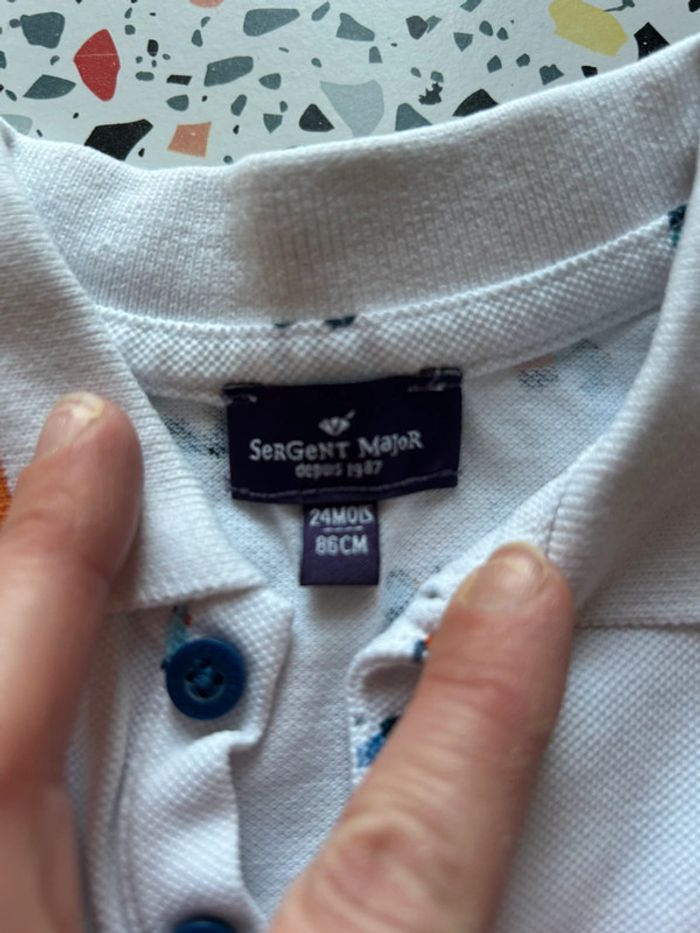 SeRGeNT MaJoR
depuis 1987
24MOIS
86CM